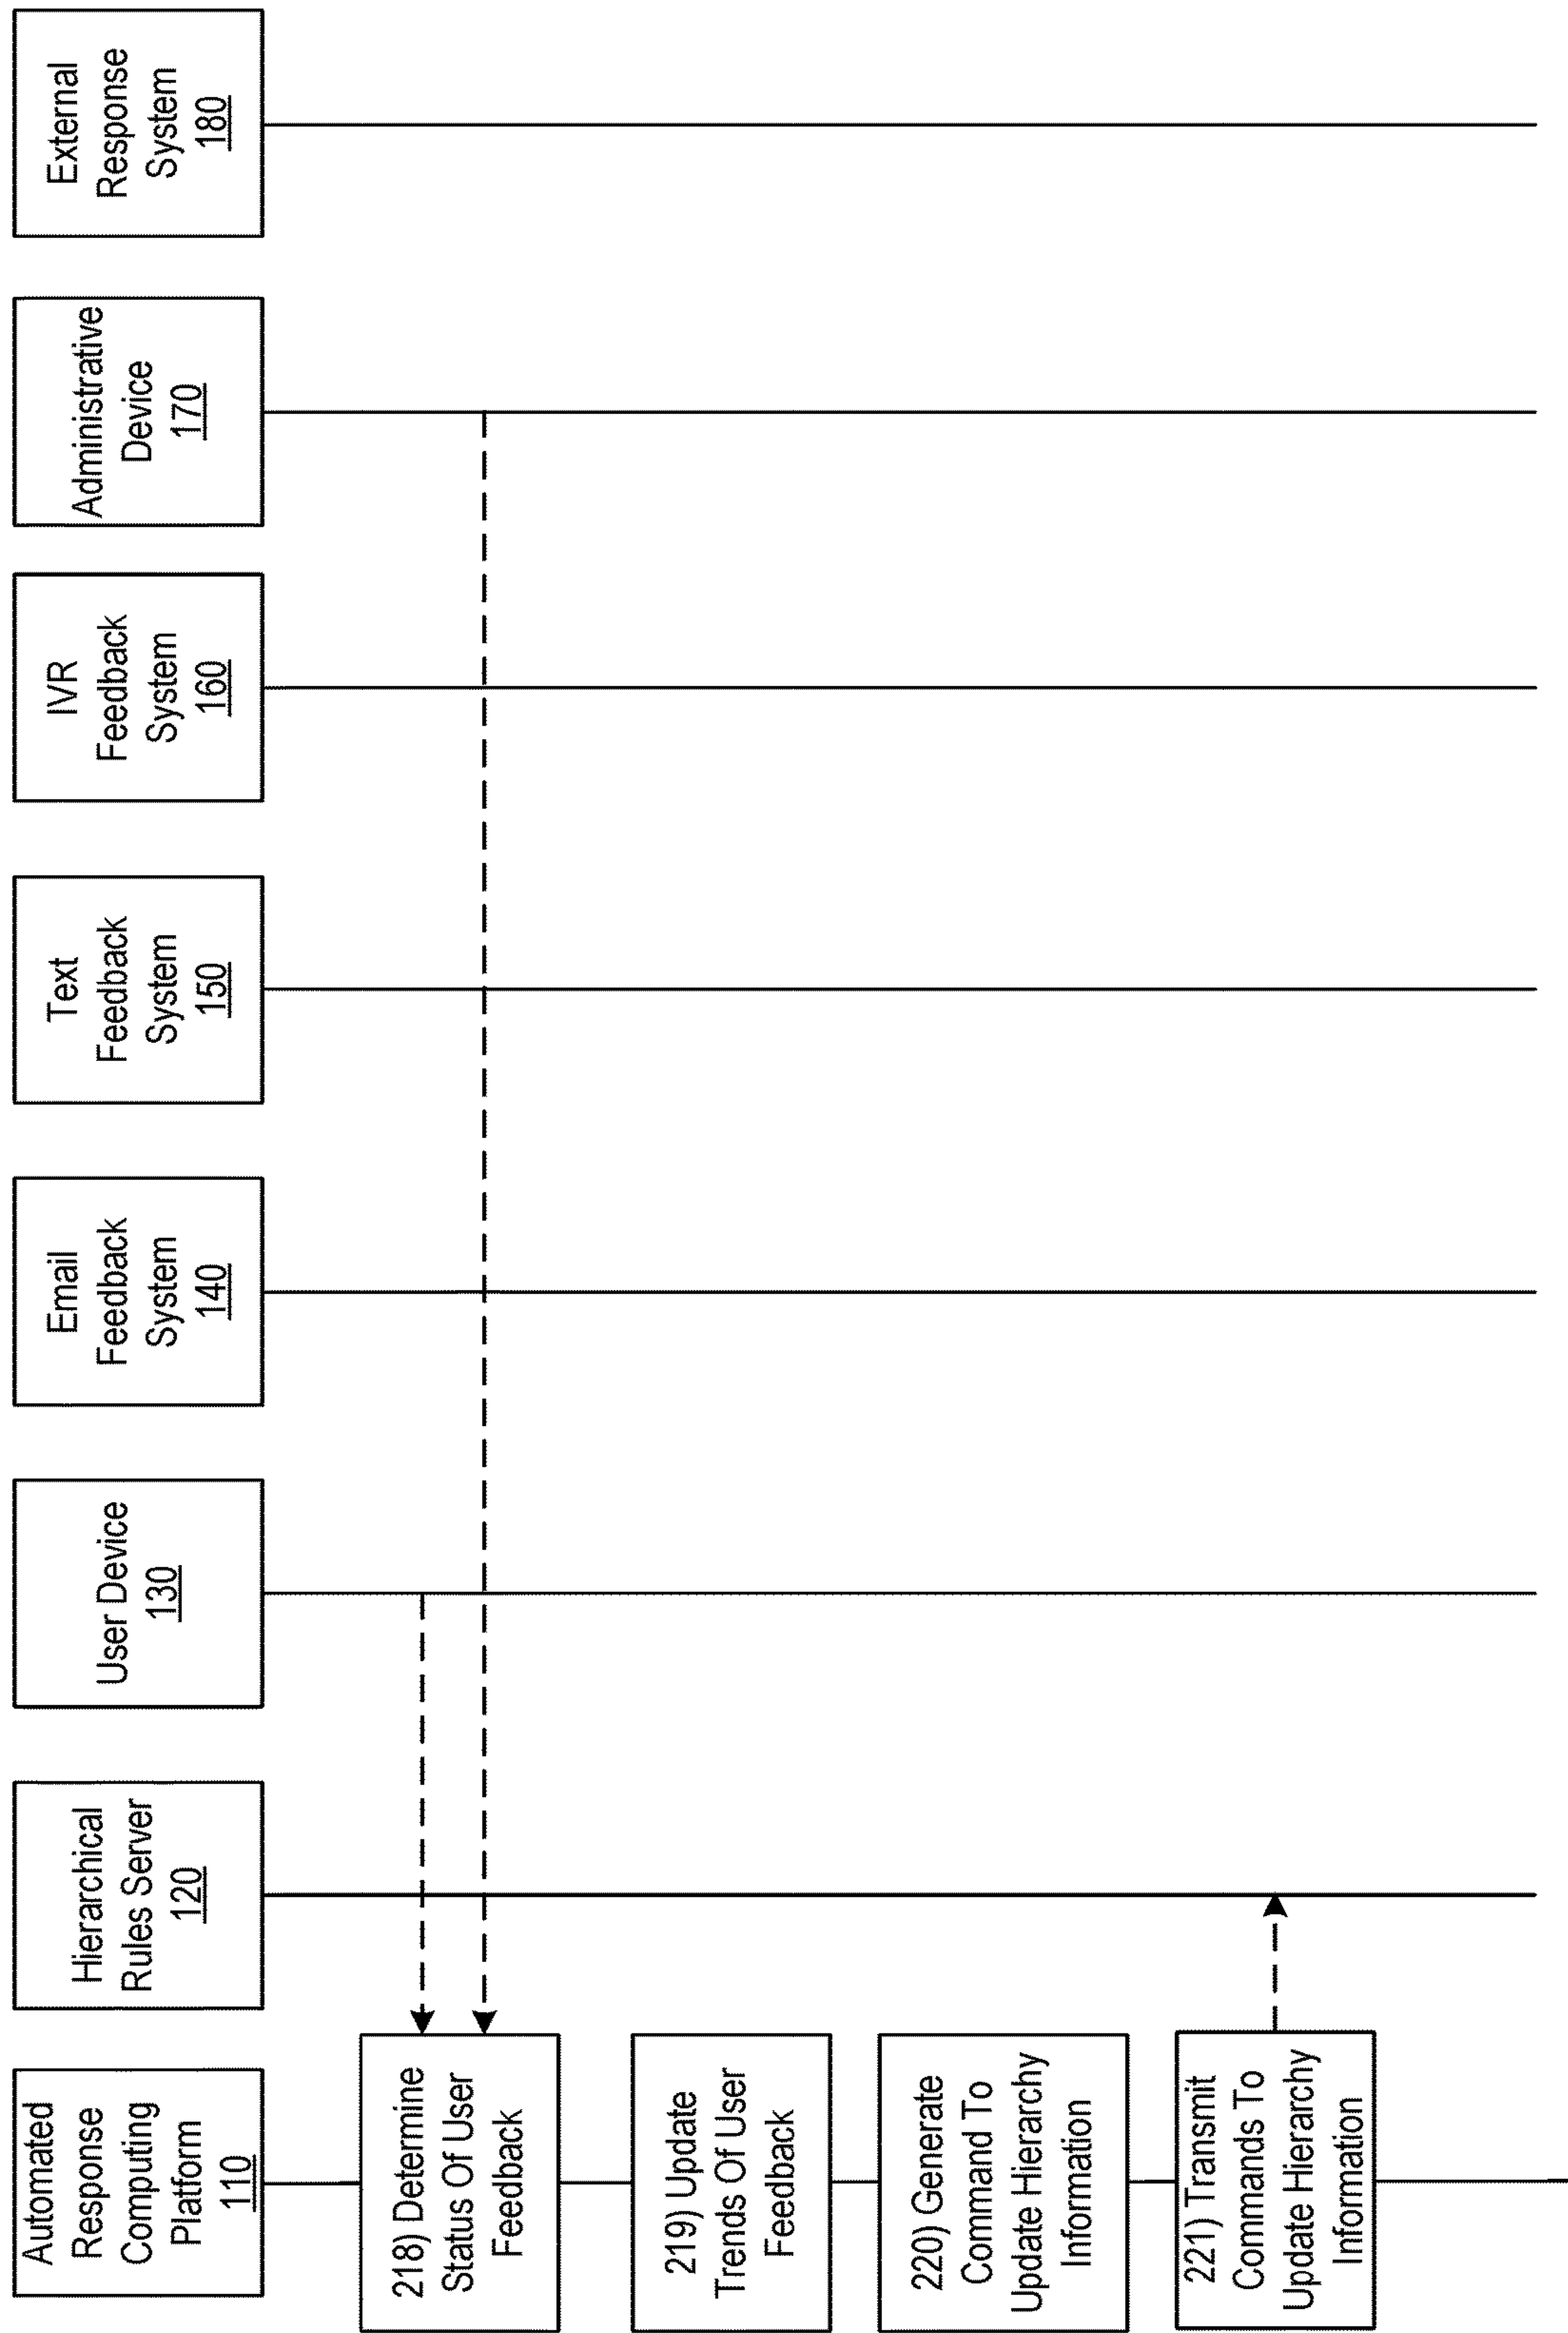 Automated
Response
Computing
Platform
110
Hierarchical
Rules Server
120
User Device
130
Email
Feedback
System
140
Text
Feedback
System
150
IVR
Feedback
System
160
Administrative
Device
170
External
Response
System
180
218) Determine
Status Of User
Feedback
219) Update
Trends Of User
Feedback
220) Generate
Command To
Update Hierarchy
Information
221) Transmit
Commands To
Update Hierarchy
Information